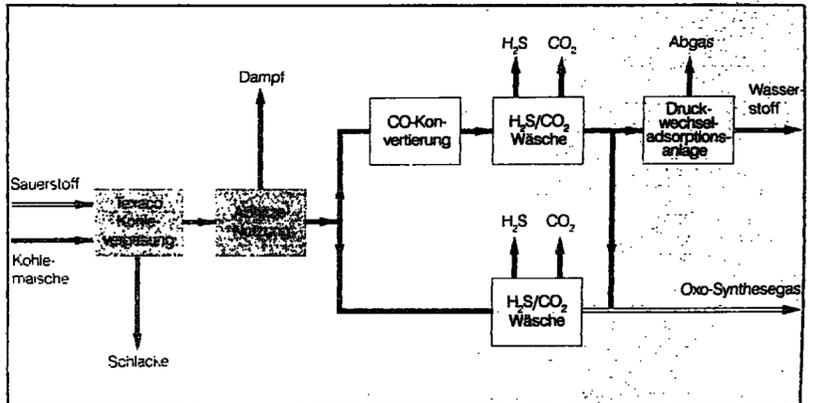 H₂S CO₂
Abgas
Dampf
Wasser-
stoff
CO-Kon-
vertierung
H₂S/CO₂
Wäsche
Druck-
wechsel-
adsorptions-
anlage
Sauerstoff
Texaco
Kohle-
vergasung
Kohle-
maische
H₂S CO₂
H₂S/CO₂
Wäsche
Oxo-Synthesegas
Schlacke